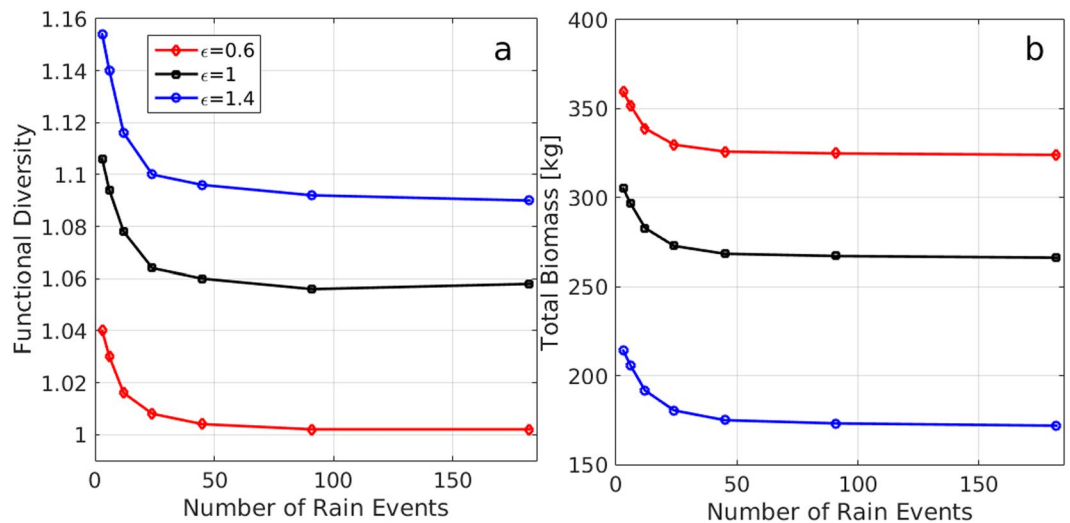 a
ϵ=0.6
ϵ=1
ϵ=1.4
Functional Diversity
1.16
1.14
1.12
1.1
1.08
1.06
1.04
1.02
1
0 50 100 150
Number of Rain Events
b
Total Biomass [kg]
400
350
300
250
200
150
0 50 100 150
Number of Rain Events